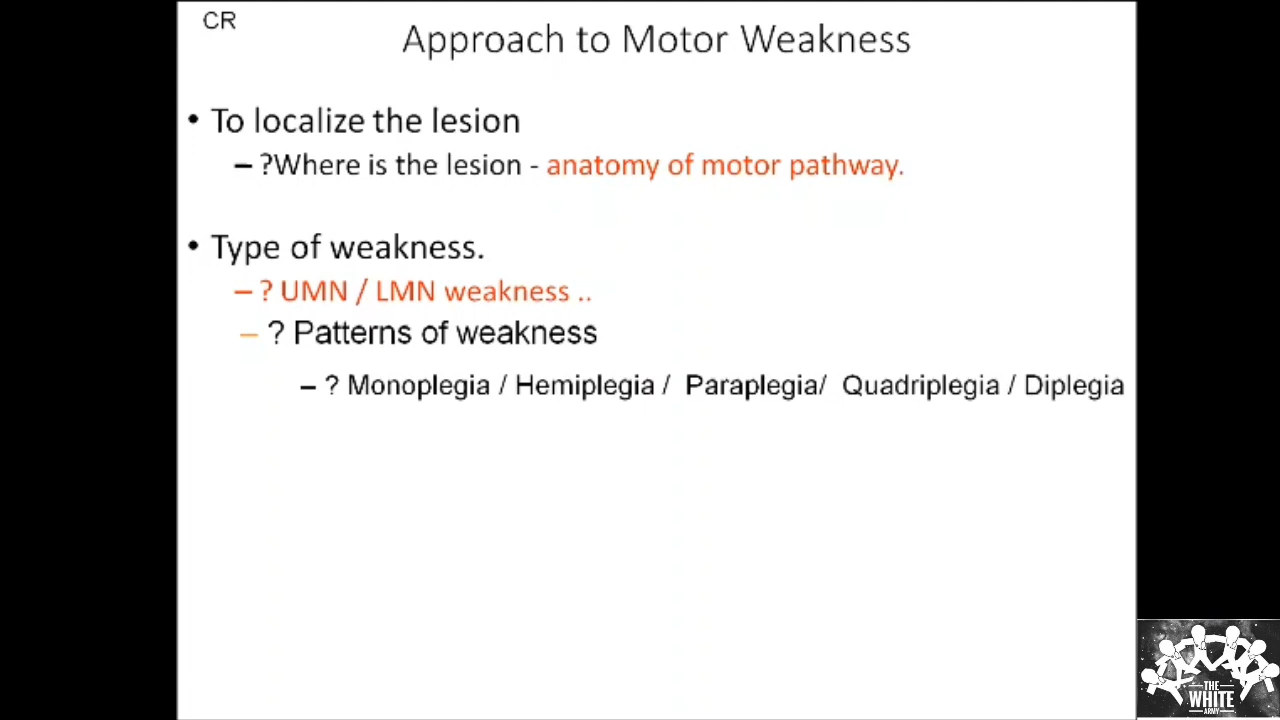 CR
Approach to Motor Weakness
• To localize the lesion
– ?Where is the lesion - anatomy of motor pathway.
• Type of weakness.
– ? UMN / LMN weakness ..
– ? Patterns of weakness
– ? Monoplegia / Hemiplegia / Paraplegia/ Quadriplegia / Diplegia
THE
WHITE
ARMY